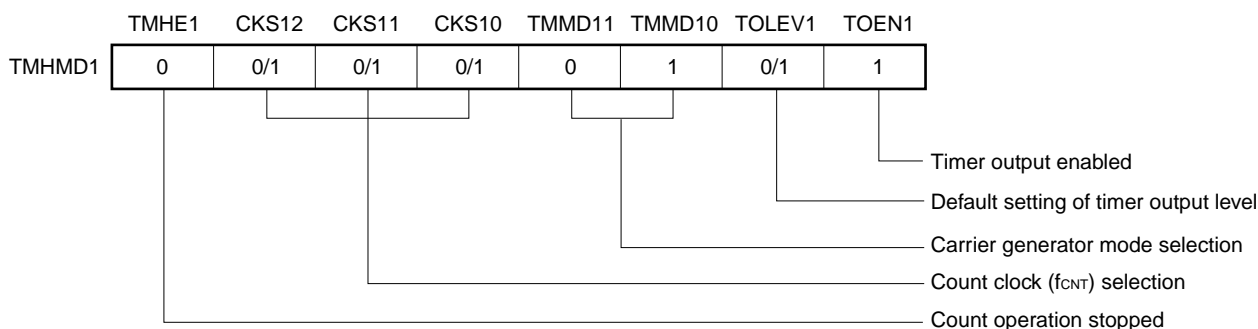 TMHE1 CKS12 CKS11 CKS10 TMMD11 TMMD10 TOLEV1 TOEN1
TMHMD1 0 0/1 0/1 0/1 0 1 0/1 1
Timer output enabled
Default setting of timer output level
Carrier generator mode selection
Count clock (fCNT) selection
Count operation stopped